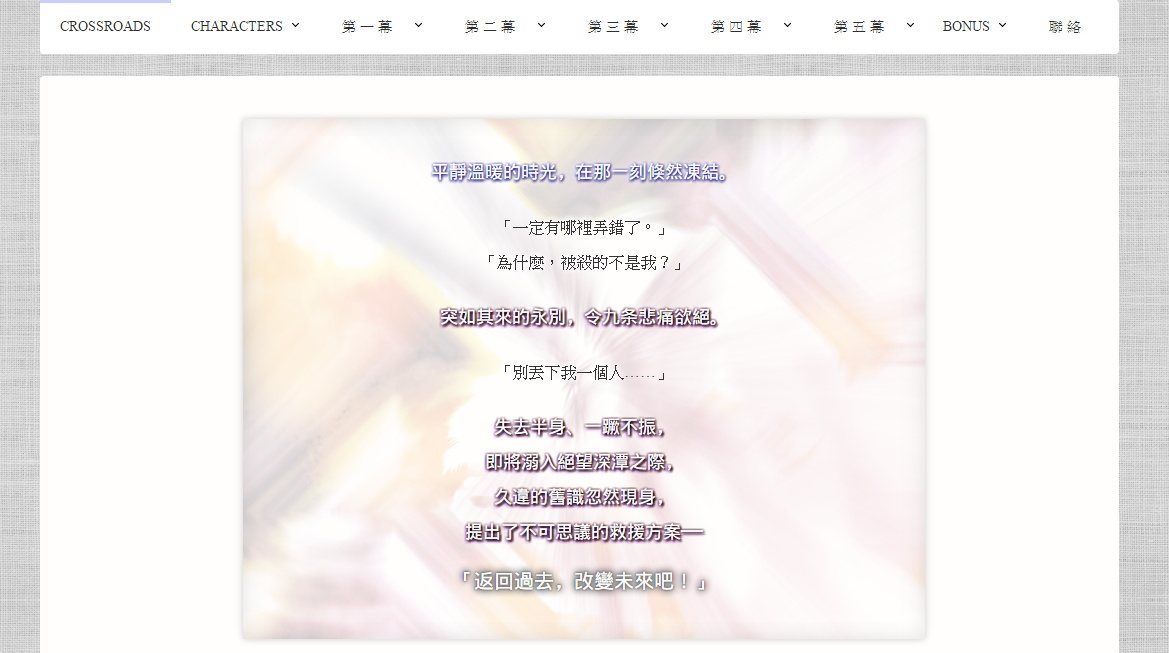 CROSSROADS CHARACTERS 第一幕 第二幕 第三幕 第四幕 第五幕 BONUS 聯絡
平靜溫暖的時光，在那一刻倏然凍結。
「一定有哪裡弄錯了。」
「為什麼，被殺的不是我？」
突如其來的永別，令九条悲痛欲絕。
「別丟下我一個人……」
失去半身、一蹶不振，
即將溺入絕望深潭之際，
久違的舊識忽然現身，
提出了不可思議的救援方案──
「返回過去，改變未來吧！」